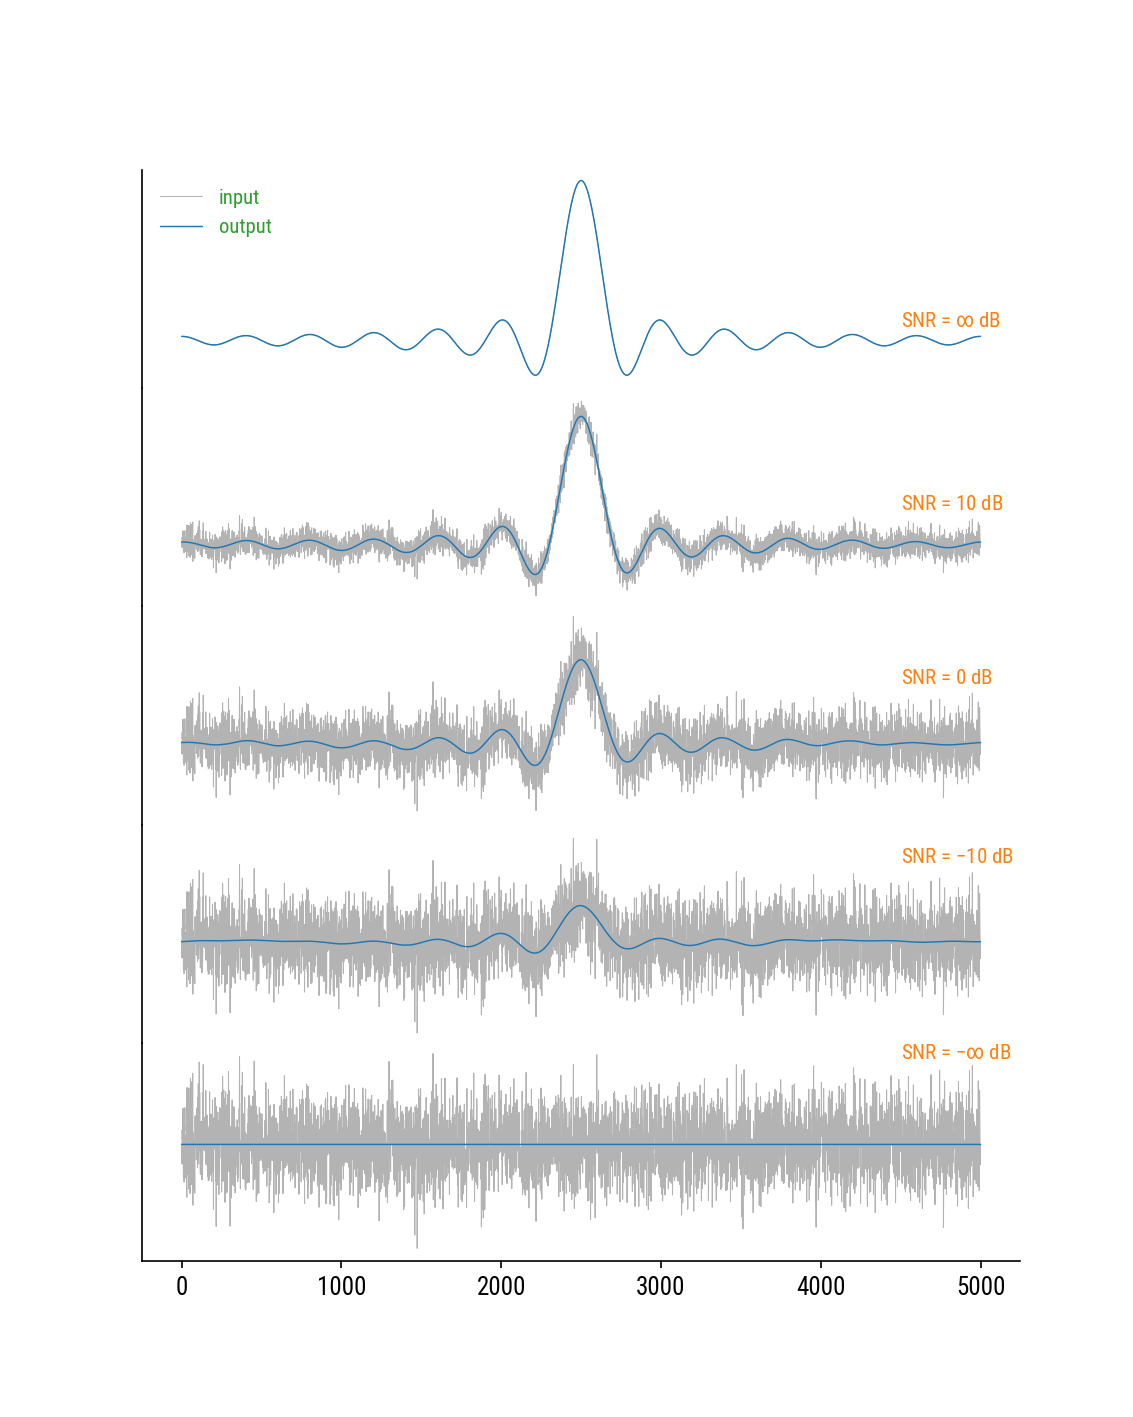 input
output
SNR = ∞ dB
SNR = 10 dB
SNR = 0 dB
SNR = −10 dB
SNR = −∞ dB
0 1000 2000 3000 4000 5000